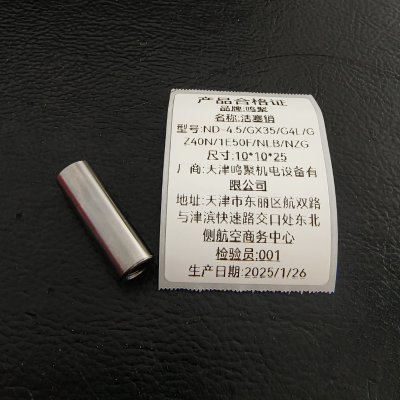 产品合格证
品牌:鸣聚
名称:活塞销
型号:ND-4.5/GX35/G4L/G
Z40N/1E50F/NLB/NZG
尺寸:10*10*25
厂商:天津鸣聚机电设备有
限公司
地址:天津市东丽区航双路
与津滨快速路交口处东北
侧航空商务中心
检验员:001
生产日期:2025/1/26